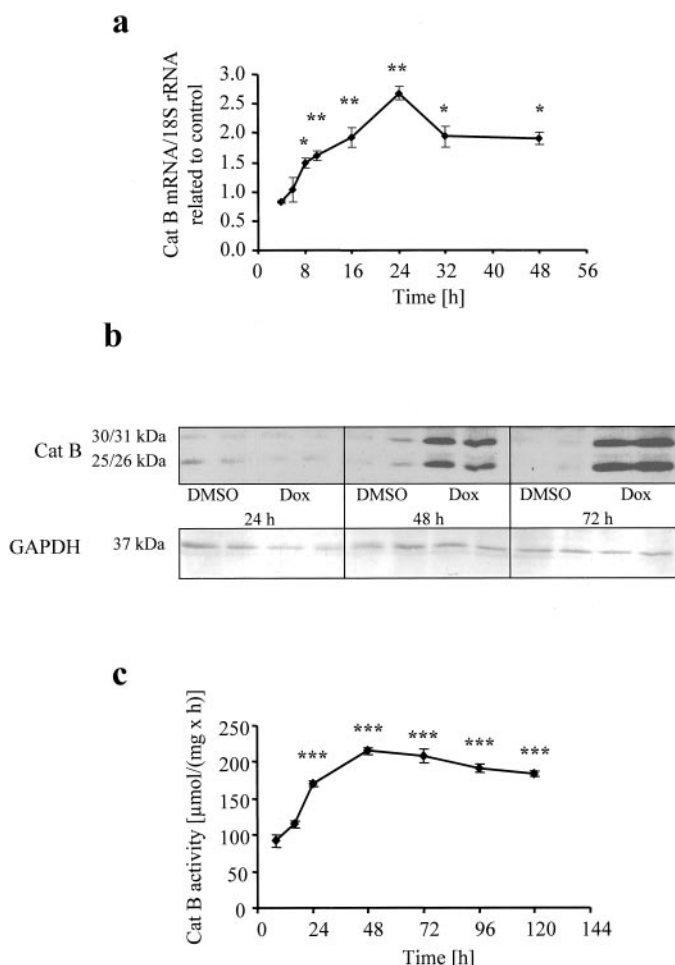 a
Cat B mRNA/18S rRNA
related to control
3.0
2.5
2.0
1.5
1.0
0.5
0.0
* ** ** ** * *
0 8 16 24 32 40 48 56
Time [h]
b
Cat B
30/31 kDa
25/26 kDa
DMSO Dox DMSO Dox DMSO Dox
24 h 48 h 72 h
GAPDH 37 kDa
c
Cat B activity [µmol/(mg x h)]
250
200
150
100
50
0
*** *** *** *** ***
0 24 48 72 96 120 144
Time [h]